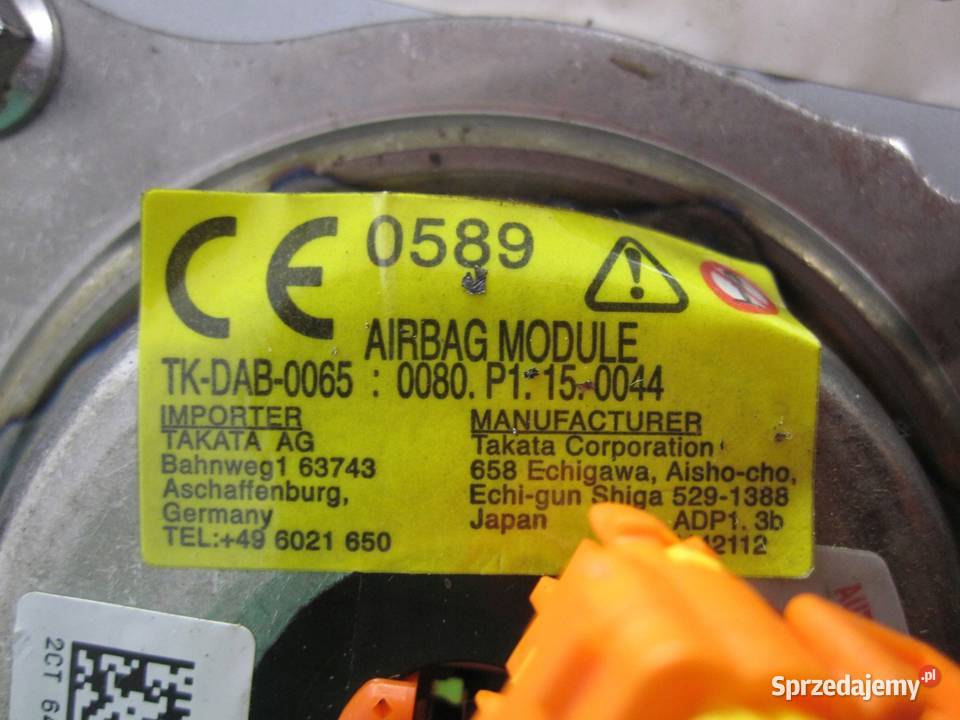 CE 0589
AIRBAG MODULE
TK-DAB-0065 : 0080. P1. 15-0044
IMPORTER
TAKATA AG
Bahnweg1 63743
Aschaffenburg,
Germany
TEL:+49 6021 650
MANUFACTURER
Takata Corporation
658 Echigawa, Aisho-cho,
Echi-gun Shiga 529-1388
Japan ADP1. 3b
42112
2CT
Sprzedajemy.pl